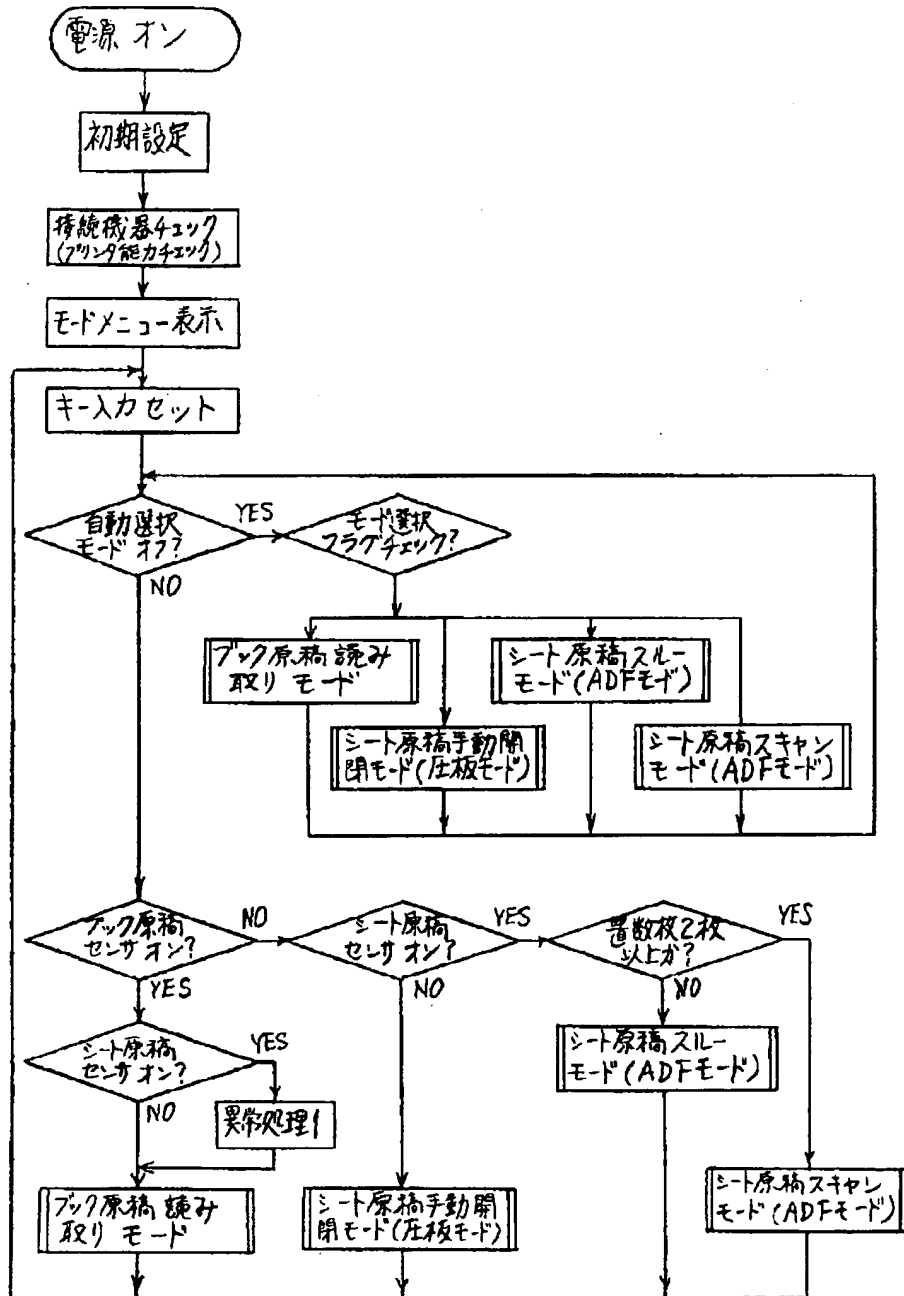 電源 オン
初期設定
接続機器チェック
(プリンタ能力チェック)
モードメニュー表示
キー入力セット
自動選択
モードオフ?
YES
NO
モード選択
フラグチェック?
ブック原稿読み
取りモード
シート原稿スルー
モード(ADFモード)
シート原稿手動開
閉モード(圧板モード)
シート原稿スキャン
モード(ADFモード)
ブック原稿
センサオン?
NO
YES
シート原稿
センサオン?
YES
NO
置数枚2枚
以上か?
YES
NO
シート原稿
センサオン?
YES
NO
異常処理1
シート原稿スルー
モード(ADFモード)
ブック原稿読み
取りモード
シート原稿手動開
閉モード(圧板モード)
シート原稿スキャン
モード(ADFモード)